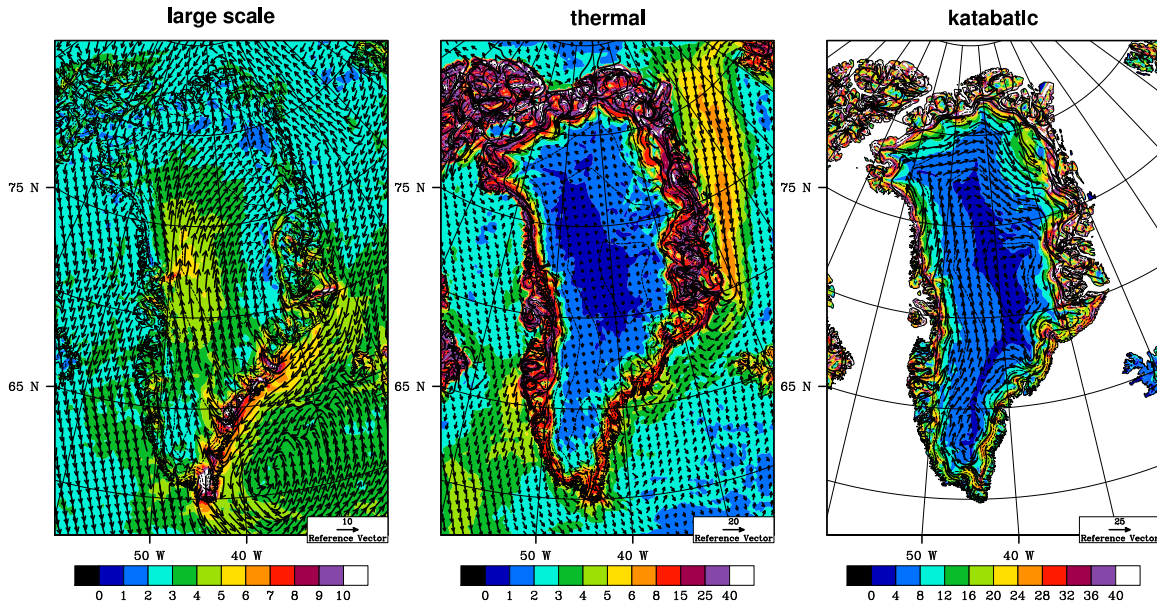 large scale
thermal
katabatIc
75 N
65 N
10
Reference Vector
50 W 40 W
0 1 2 3 4 5 6 7 8 9 10
75 N
65 N
20
Reference Vector
50 W 40 W
0 1 2 3 4 5 6 8 15 25 40
75 N
65 N
25
Reference Vector
50 W 40 W
0 4 8 12 16 20 24 28 32 36 40